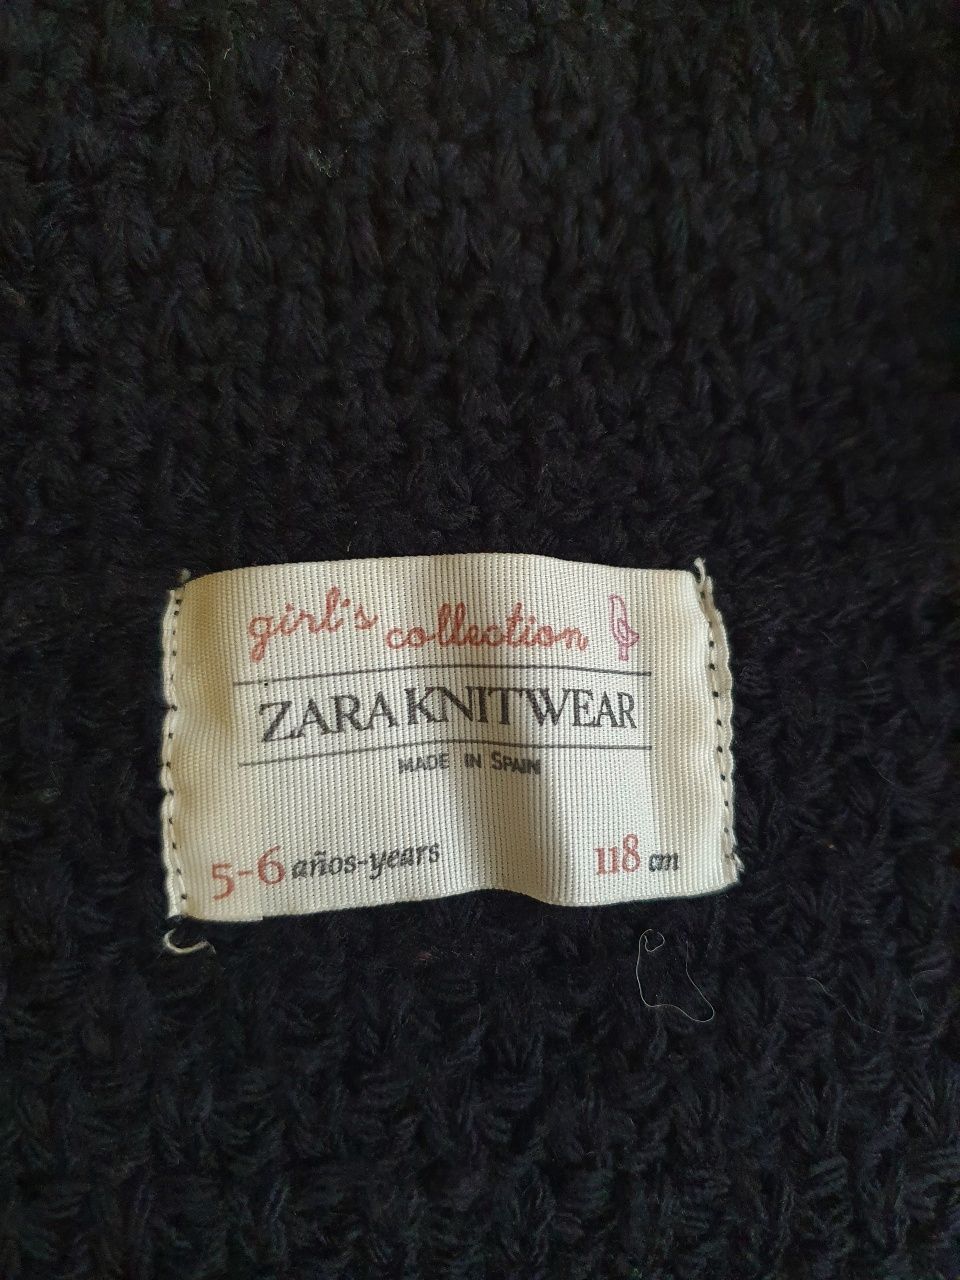 girl's collection
ZARA KNITWEAR
MADE IN SPAIN
5-6 años-years 118 cm